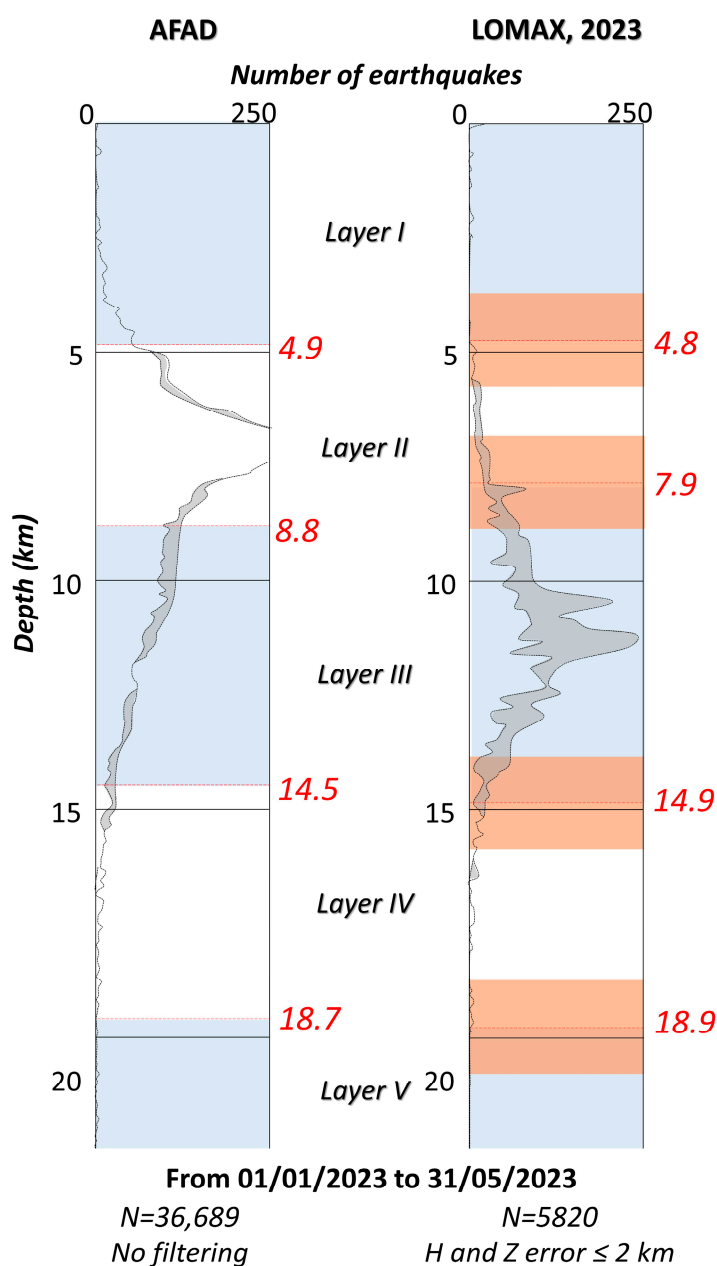 AFAD LOMAX, 2023
Number of earthquakes
0 250 0 250
0
Layer I
4.9 4.8
5 5
Layer II
7.9
8.8
Depth (km)
10 10
Layer III
14.5 14.9
15 15
Layer IV
18.7 18.9
20 20
Layer V
From 01/01/2023 to 31/05/2023
N=36,689 N=5820
No filtering H and Z error ≤ 2 km